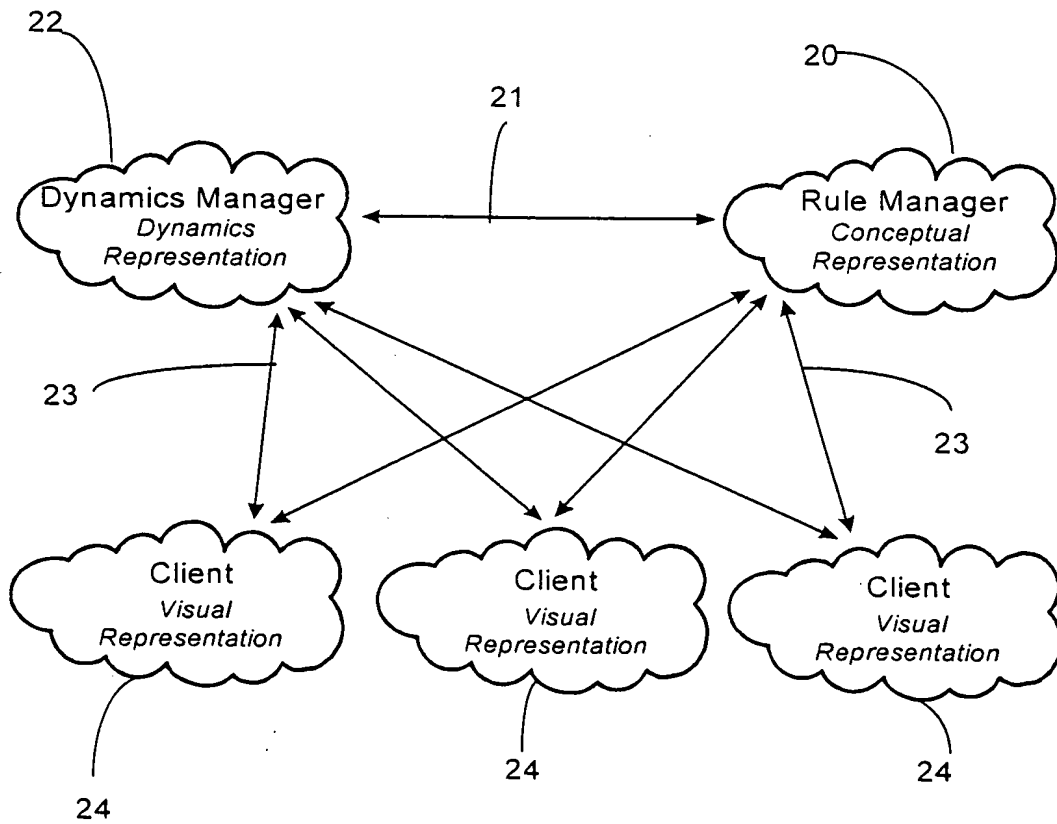 22
20
21
Dynamics Manager
Dynamics
Representation
Rule Manager
Conceptual
Representation
23
23
Client
Visual
Representation
Client
Visual
Representation
Client
Visual
Representation
24
24
24